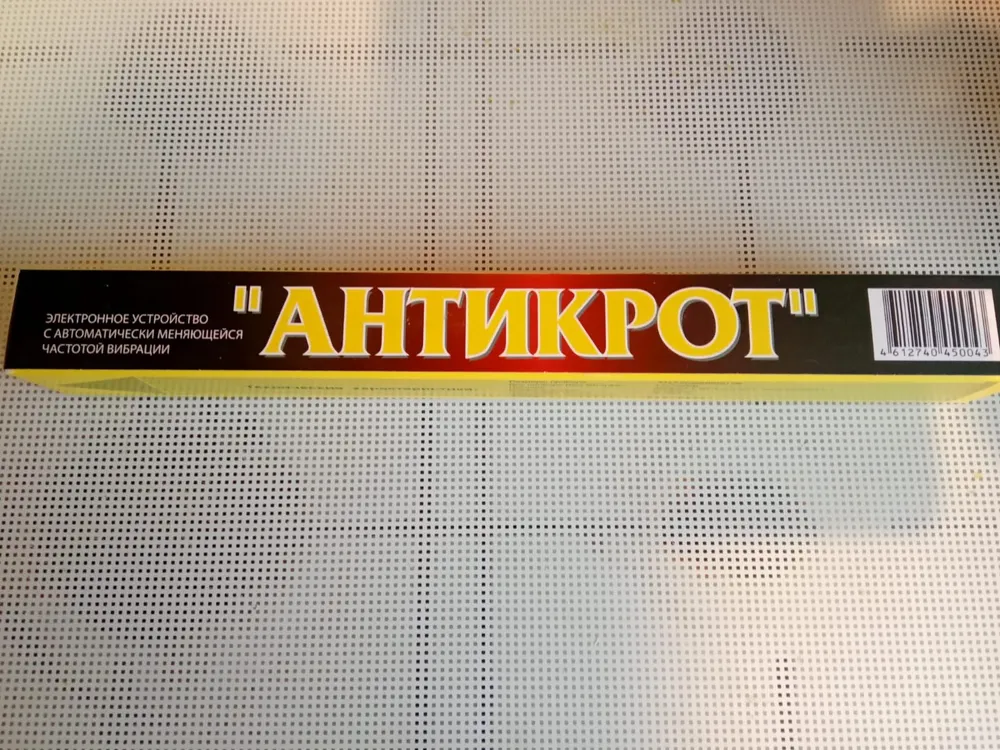 ЭЛЕКТРОННОЕ УСТРОЙСТВО
С АВТОМАТИЧЕСКИ МЕНЯЮЩЕЙСЯ
ЧАСТОТОЙ ВИБРАЦИИ
"АНТИКРОТ"
4 612740 450043